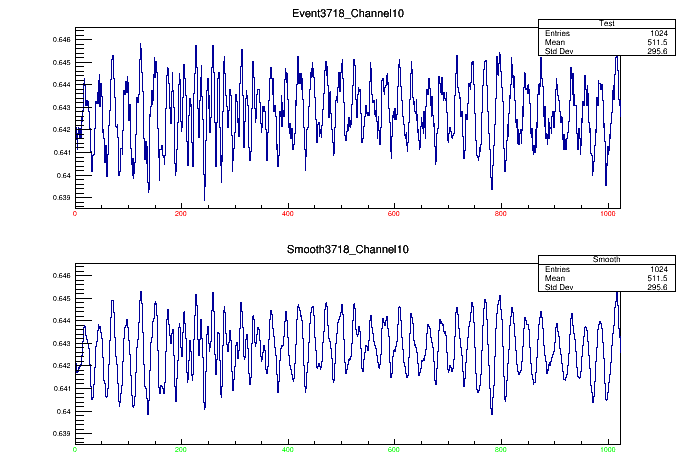 Event3718_Channel10
Test
Entries 1024
Mean 511.5
Std Dev 295.6
0.646
0.645
0.644
0.643
0.642
0.641
0.64
0.639
0 200 400 600 800 1000
Smooth3718_Channel10
Smooth
Entries 1024
Mean 511.5
Std Dev 295.6
0.646
0.645
0.644
0.643
0.642
0.641
0.64
0.639
0 200 400 600 800 1000